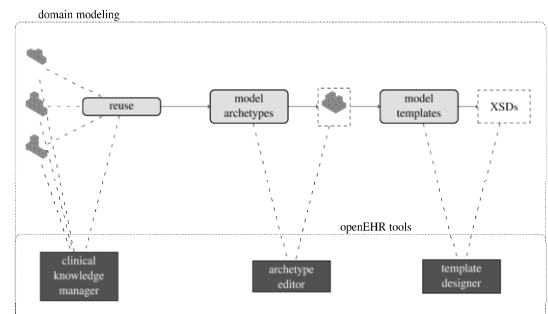 domain modeling
reuse
model
archetypes
model
templates
XSDs
openEHR tools
clinical
knowledge
manager
archetype
editor
template
designer